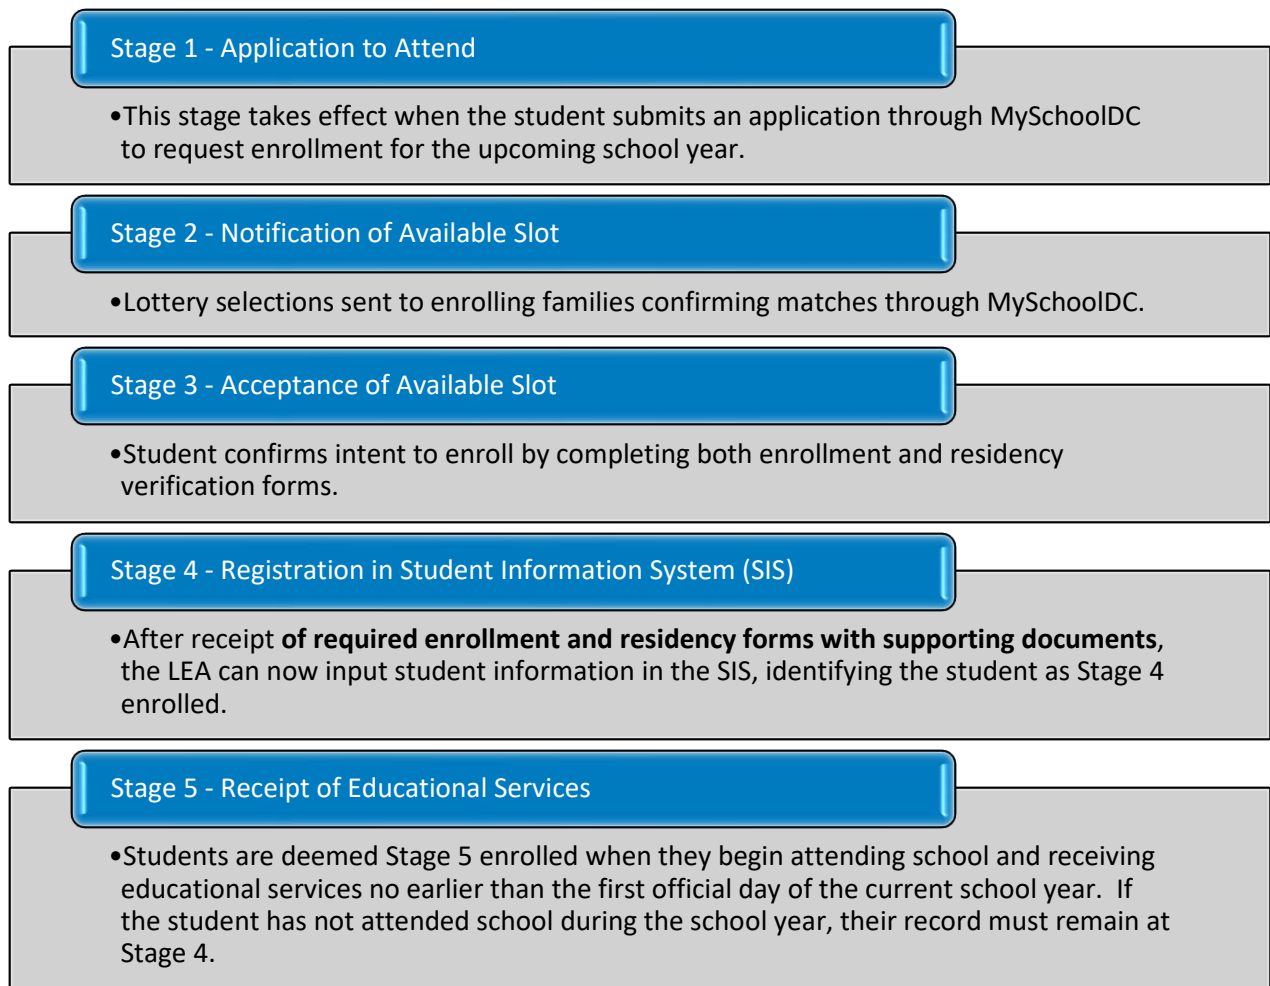 Stage 1 - Application to Attend
•This stage takes effect when the student submits an application through MySchoolDC
to request enrollment for the upcoming school year.
Stage 2 - Notification of Available Slot
•Lottery selections sent to enrolling families confirming matches through MySchoolDC.
Stage 3 - Acceptance of Available Slot
•Student confirms intent to enroll by completing both enrollment and residency
verification forms.
Stage 4 - Registration in Student Information System (SIS)
•After receipt of required enrollment and residency forms with supporting documents,
the LEA can now input student information in the SIS, identifying the student as Stage 4
enrolled.
Stage 5 - Receipt of Educational Services
•Students are deemed Stage 5 enrolled when they begin attending school and receiving
educational services no earlier than the first official day of the current school year.  If
the student has not attended school during the school year, their record must remain at
Stage 4.